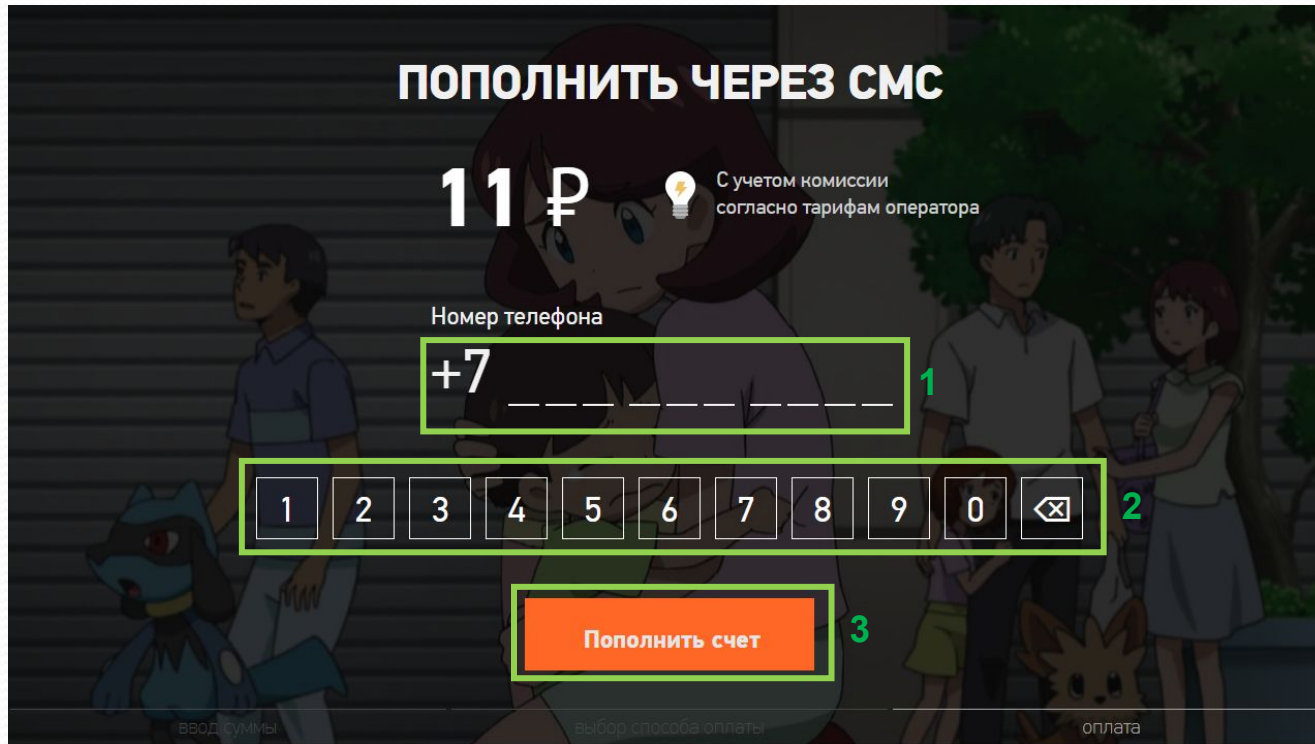 ПОПОЛНИТЬ ЧЕРЕЗ СМС
11 ₽
С учетом комиссии
согласно тарифам оператора
Номер телефона
+7 _ _ _ _ _ _ _ _ _ _
1
1 2 3 4 5 6 7 8 9 0
2
Пополнить счет
3
ввод суммы
выбор способа оплаты
оплата